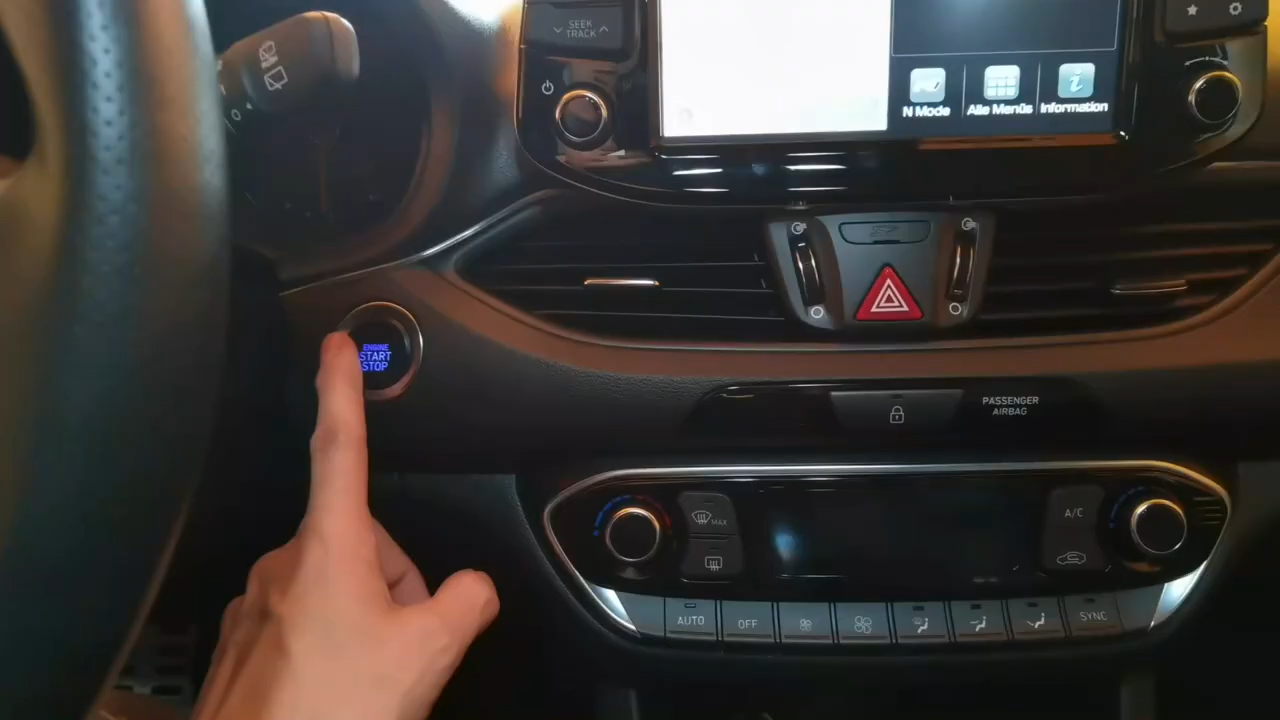 SEEK
TRACK
N Mode
Alle Menüs
Information
ENGINE
START
STOP
PASSENGER
AIRBAG
MAX
A/C
AUTO
OFF
SYNC
O